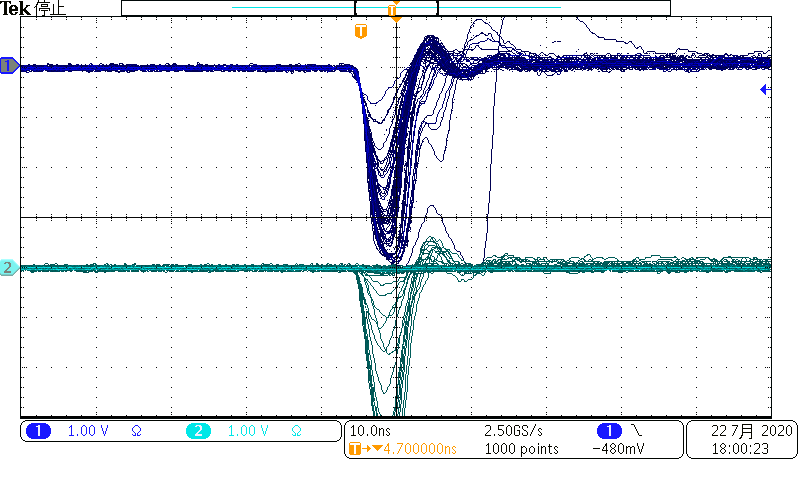 Tek 停止
T
T
1
2
1 1.00 V Ω 2 1.00 V Ω
10.0ns 2.50GS/s 1
T→▼4.700000ns 1000 points −480mV
22 7月 2020
18:00:23